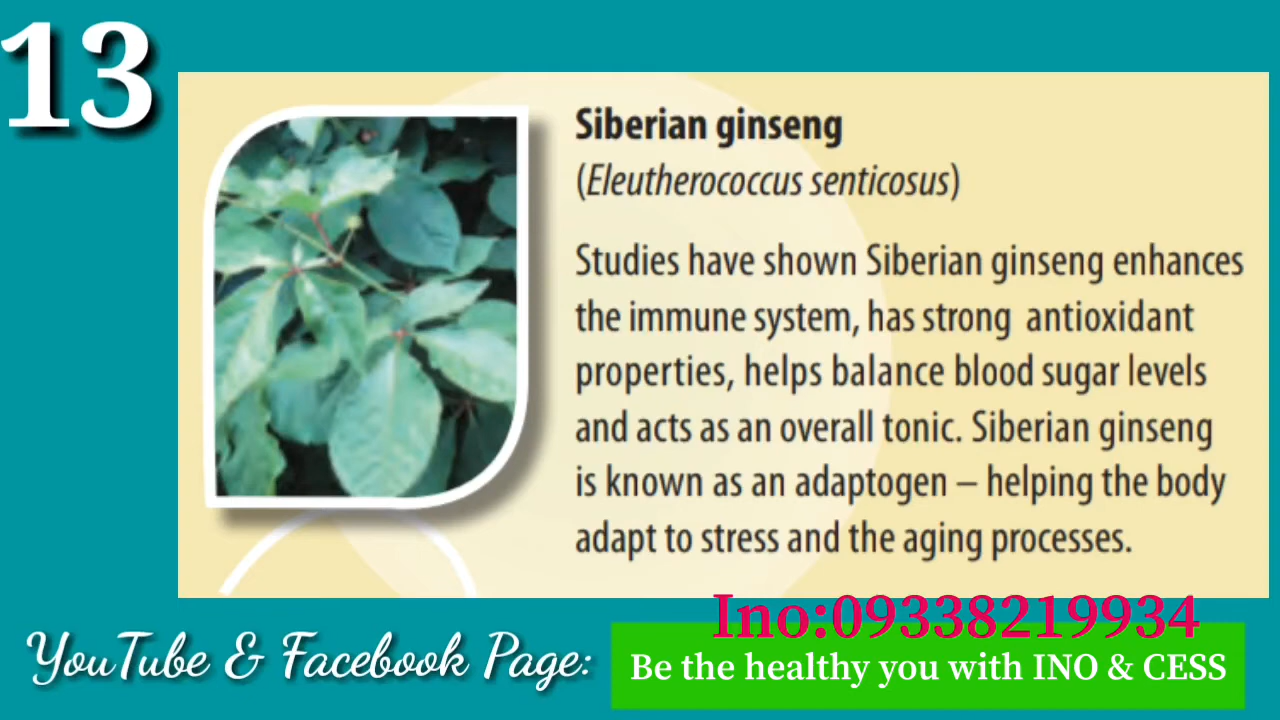 13
Siberian ginseng
(Eleutherococcus senticosus)
Studies have shown Siberian ginseng enhances
the immune system, has strong antioxidant
properties, helps balance blood sugar levels
and acts as an overall tonic. Siberian ginseng
is known as an adaptogen – helping the body
adapt to stress and the aging processes.
Ino:09338219934
YouTube & Facebook Page:
Be the healthy you with INO & CESS